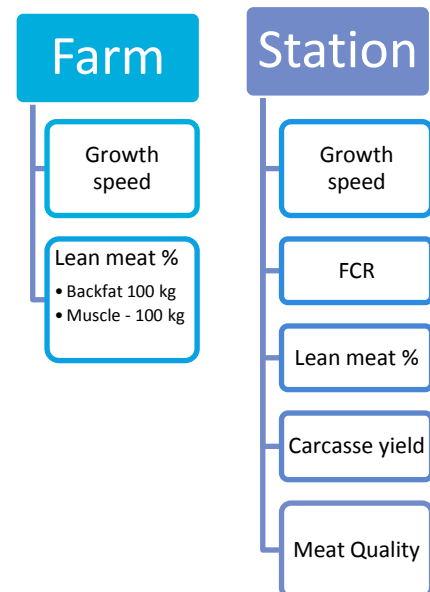 Farm
Growth
speed
Lean meat %
• Backfat 100 kg
• Muscle - 100 kg
Station
Growth
speed
FCR
Lean meat %
Carcasse yield
Meat Quality